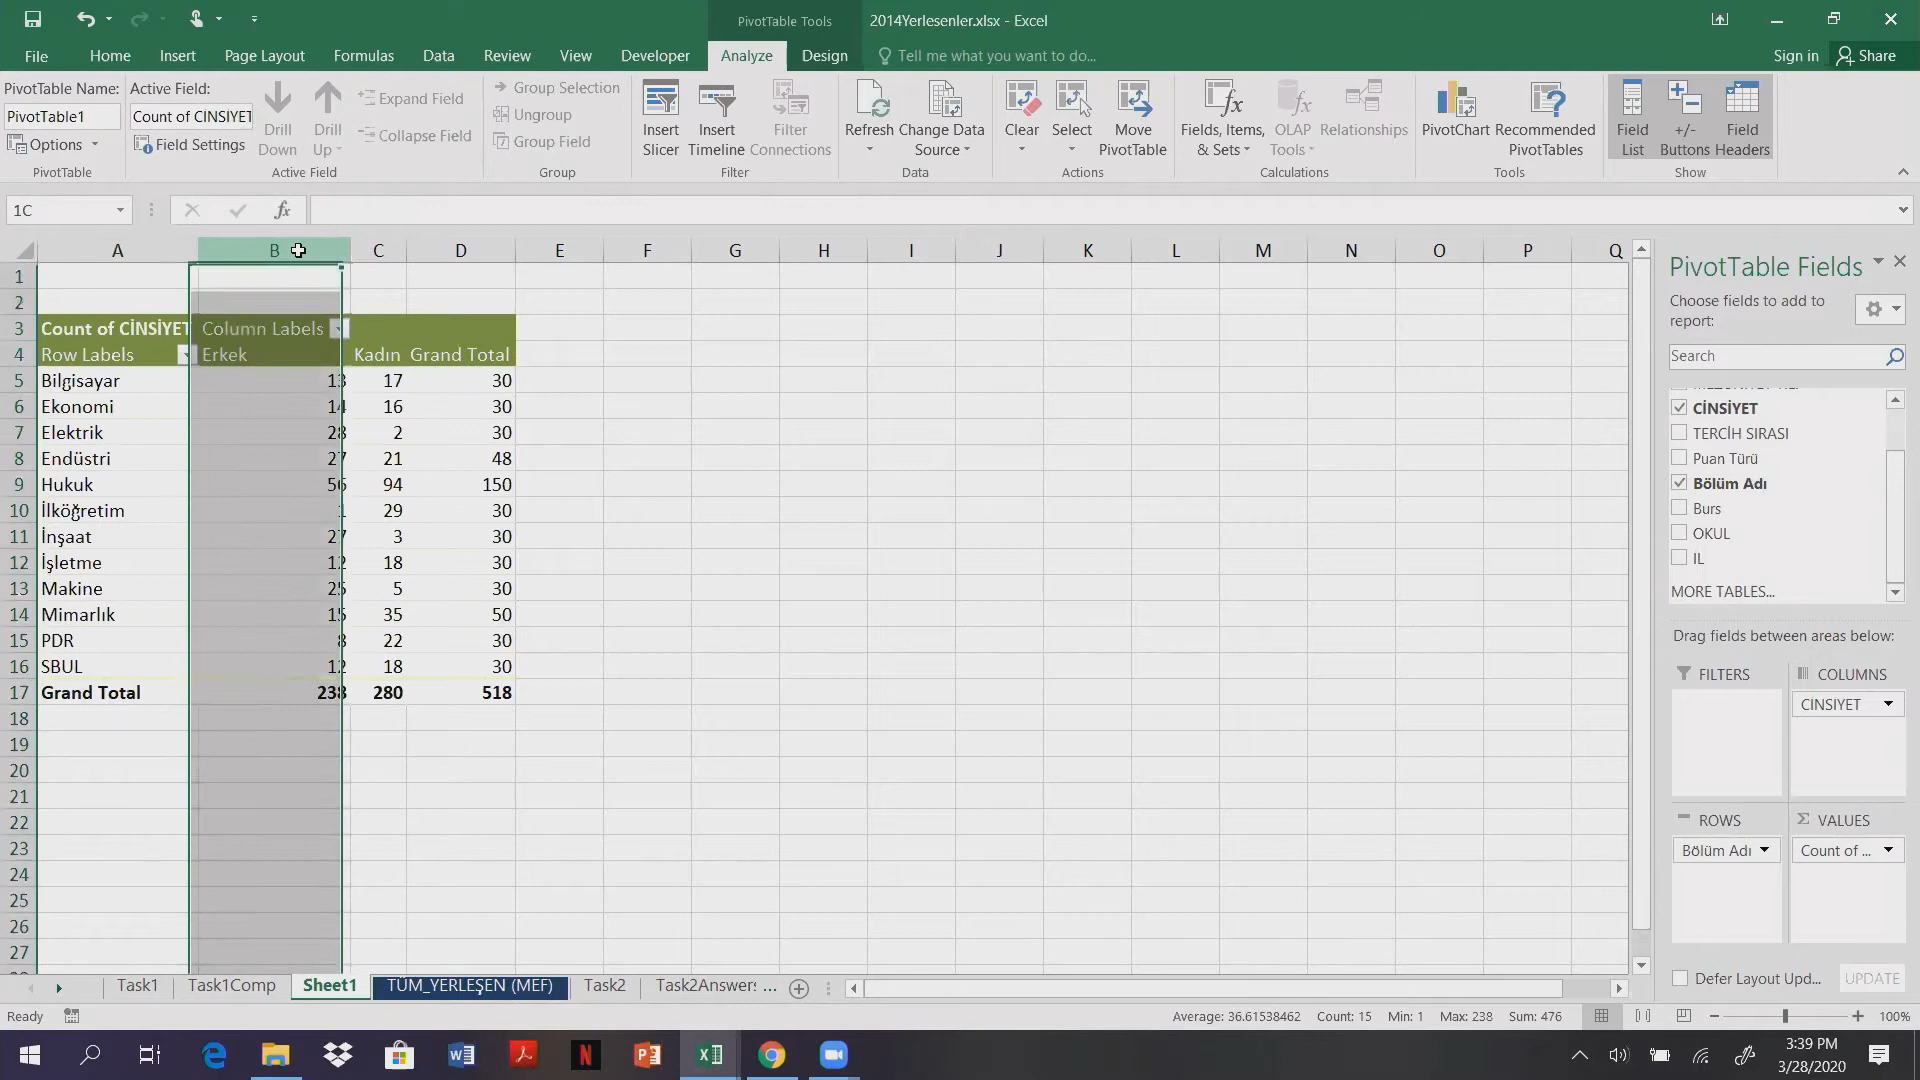 PivotTable Tools 2014Yerlesenler.xlsx - Excel
File Home Insert Page Layout Formulas Data Review View Developer Analyze Design Tell me what you want to do... Sign in Share
PivotTable Name:
PivotTable1
Options
PivotTable
Active Field:
Count of CİNSİYET
Field Settings
Drill Down
Drill Up
Expand Field
Collapse Field
Active Field
Group Selection
Ungroup
Group Field
Group
Insert Slicer
Insert Timeline
Filter Connections
Filter
Refresh
Change Data Source
Data
Clear
Select
Move PivotTable
Actions
Fields, Items, & Sets
OLAP Tools
Relationships
Calculations
PivotChart
Recommended PivotTables
Tools
Field List
+/- Buttons
Field Headers
Show
1C fx
A B C D E F G H I J K L M N O P Q
1
2
3 Count of CİNSİYET Column Labels
4 Row Labels Erkek Kadın Grand Total
5 Bilgisayar 13 17 30
6 Ekonomi 14 16 30
7 Elektrik 28 2 30
8 Endüstri 27 21 48
9 Hukuk 56 94 150
10 İlköğretim 1 29 30
11 İnşaat 27 3 30
12 İşletme 12 18 30
13 Makine 25 5 30
14 Mimarlık 15 35 50
15 PDR 8 22 30
16 SBUL 12 18 30
17 Grand Total 238 280 518
18
19
20
21
22
23
24
25
26
27
PivotTable Fields
Choose fields to add to report:
Search
CİNSİYET
TERCİH SIRASI
Puan Türü
Bölüm Adı
Burs
OKUL
IL
MORE TABLES...
Drag fields between areas below:
FILTERS
COLUMNS
CİNSİYET
ROWS
Bölüm Adı
VALUES
Count of ...
Defer Layout Upd... UPDATE
Task1 Task1Comp Sheet1 TÜM_YERLEŞEN (MEF) Task2 Task2Answers ...
Ready Average: 36.61538462 Count: 15 Min: 1 Max: 238 Sum: 476 100%
3:39 PM
3/28/2020